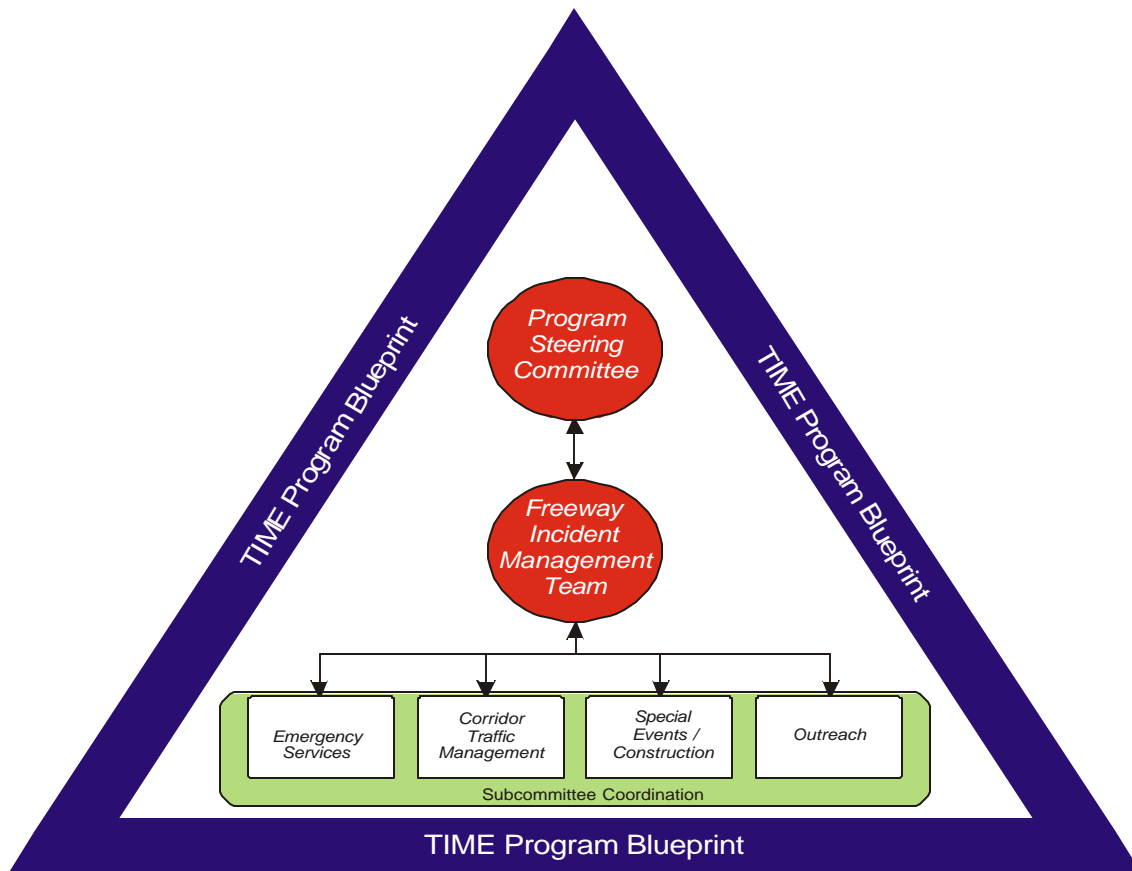 TIME Program Blueprint
TIME Program Blueprint
Program
Steering
Committee
Freeway
Incident
Management
Team
Emergency
Services
Corridor
Traffic
Management
Special
Events /
Construction
Outreach
Subcommittee Coordination
TIME Program Blueprint